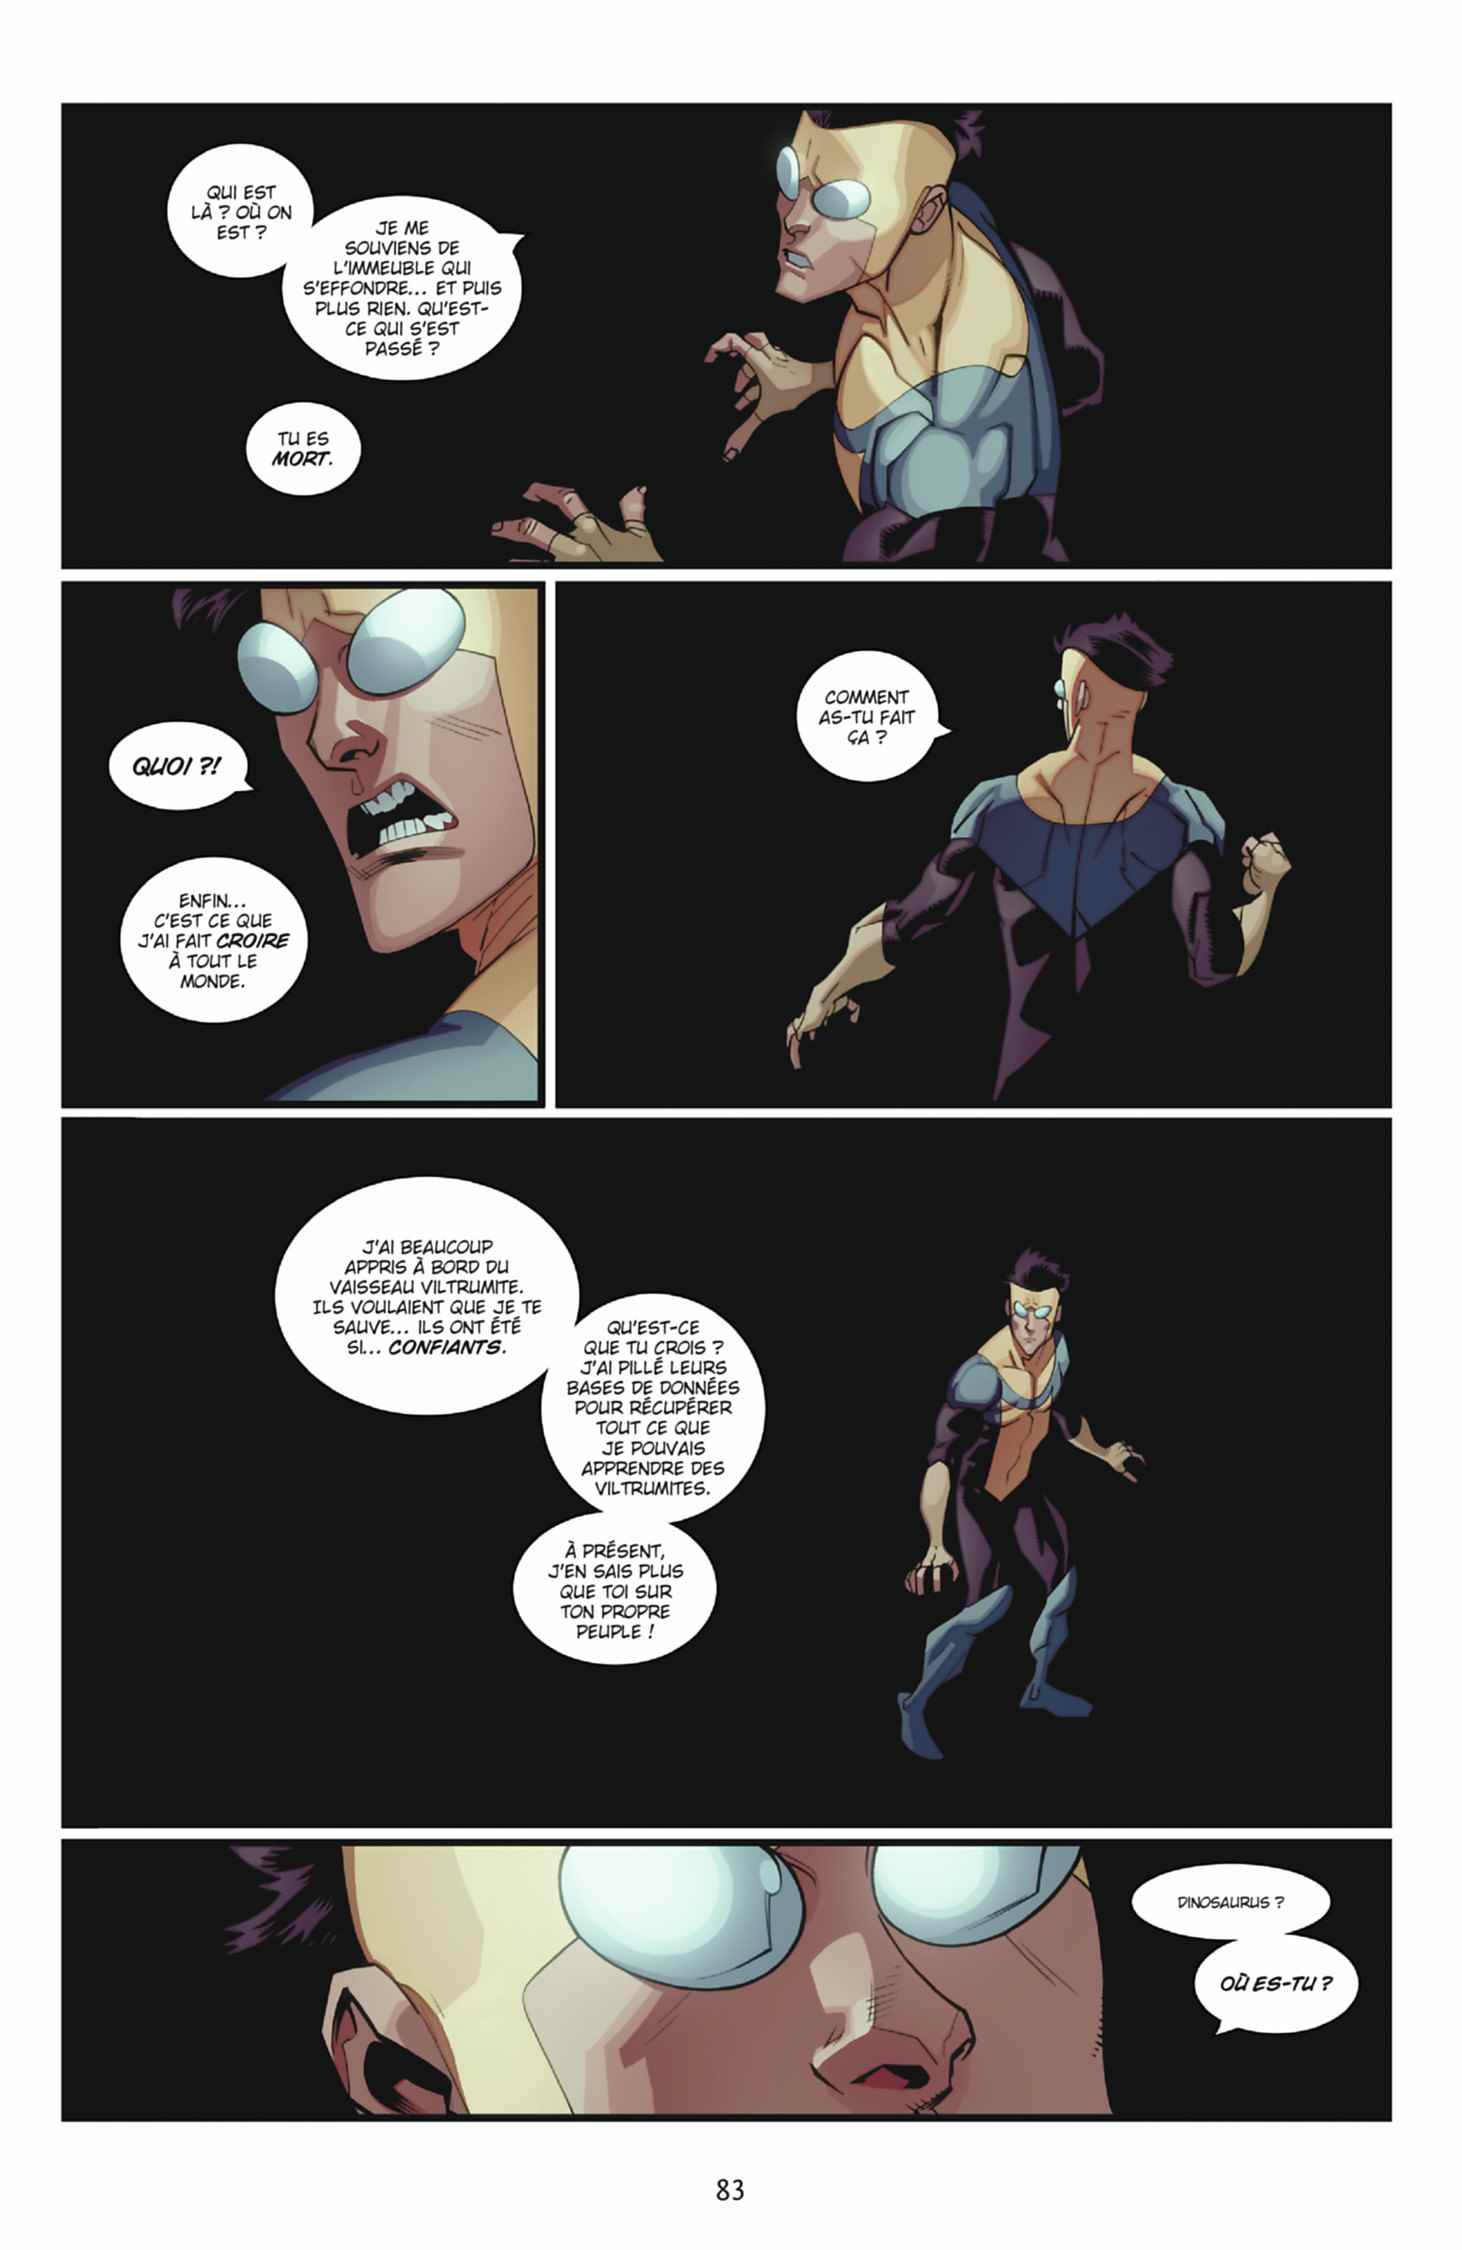 QUI EST
LÀ ? OÙ ON
EST ?
JE ME
SOUVIENS DE
L'IMMEUBLE QUI
S'EFFONDRE... ET PUIS
PLUS RIEN. QU'EST-
CE QUI S'EST
PASSÉ ?
TU ES
MORT.
QUOI ?!
ENFIN...
C'EST CE QUE
J'AI FAIT CROIRE
À TOUT LE
MONDE.
COMMENT
AS-TU FAIT
ÇA ?
J'AI BEAUCOUP
APPRIS À BORD DU
VAISSEAU VILTRUMITE.
ILS VOULAIENT QUE JE TE
SAUVE... ILS ONT ÉTÉ
SI... CONFIANTS.
QU'EST-CE
QUE TU CROIS ?
J'AI PILLÉ LEURS
BASES DE DONNÉES
POUR RÉCUPÉRER
TOUT CE QUE
JE POUVAIS
APPRENDRE DES
VILTRUMITES.
À PRÉSENT,
J'EN SAIS PLUS
QUE TOI SUR
TON PROPRE
PEUPLE !
DINOSAURUS ?
OÙ ES-TU ?
83